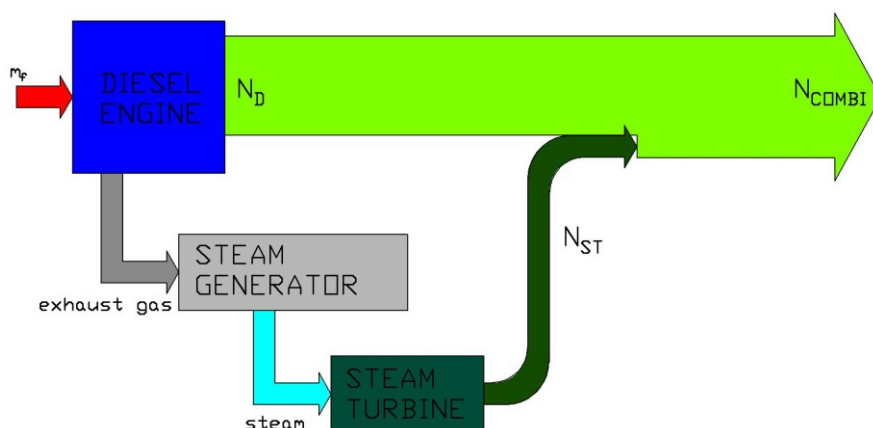 m_f
DIESEL
ENGINE
N_D
N_COMBI
STEAM
GENERATOR
N_ST
exhaust gas
STEAM
TURBINE
steam